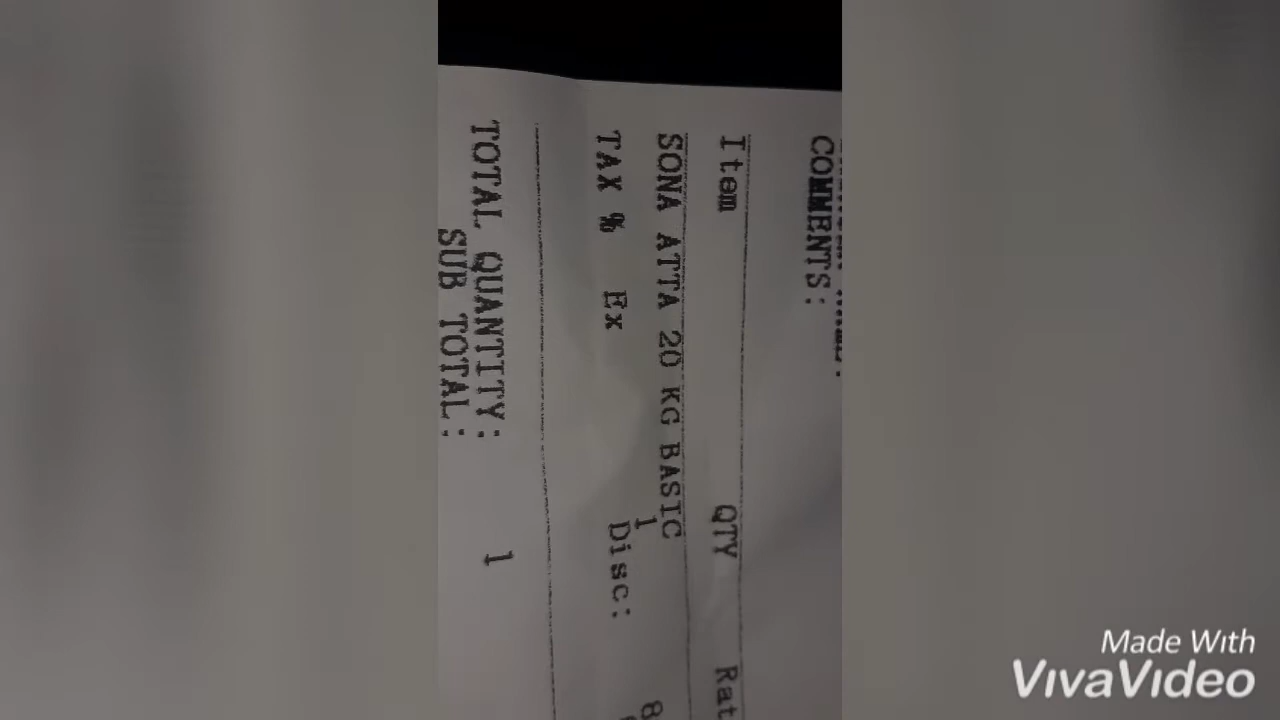 COMMENTS:
Item QTY Rat
SONA ATTA 20 KG BASIC
1 8
TAX % Ex Disc:
TOTAL QUANTITY: 1
SUB TOTAL:
Made With
VivaVideo